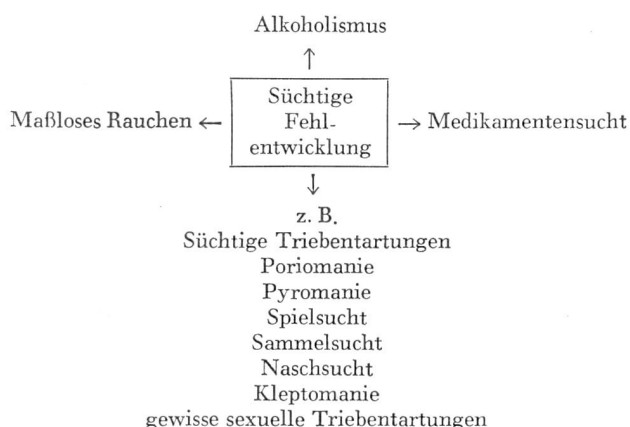 Alkoholismus
↑
Maßloses Rauchen ←
Süchtige
Fehl-
entwicklung
→ Medikamentensucht
↓
z. B.
Süchtige Triebentartungen
Poriomanie
Pyromanie
Spielsucht
Sammelsucht
Naschsucht
Kleptomanie
gewisse sexuelle Triebentartungen